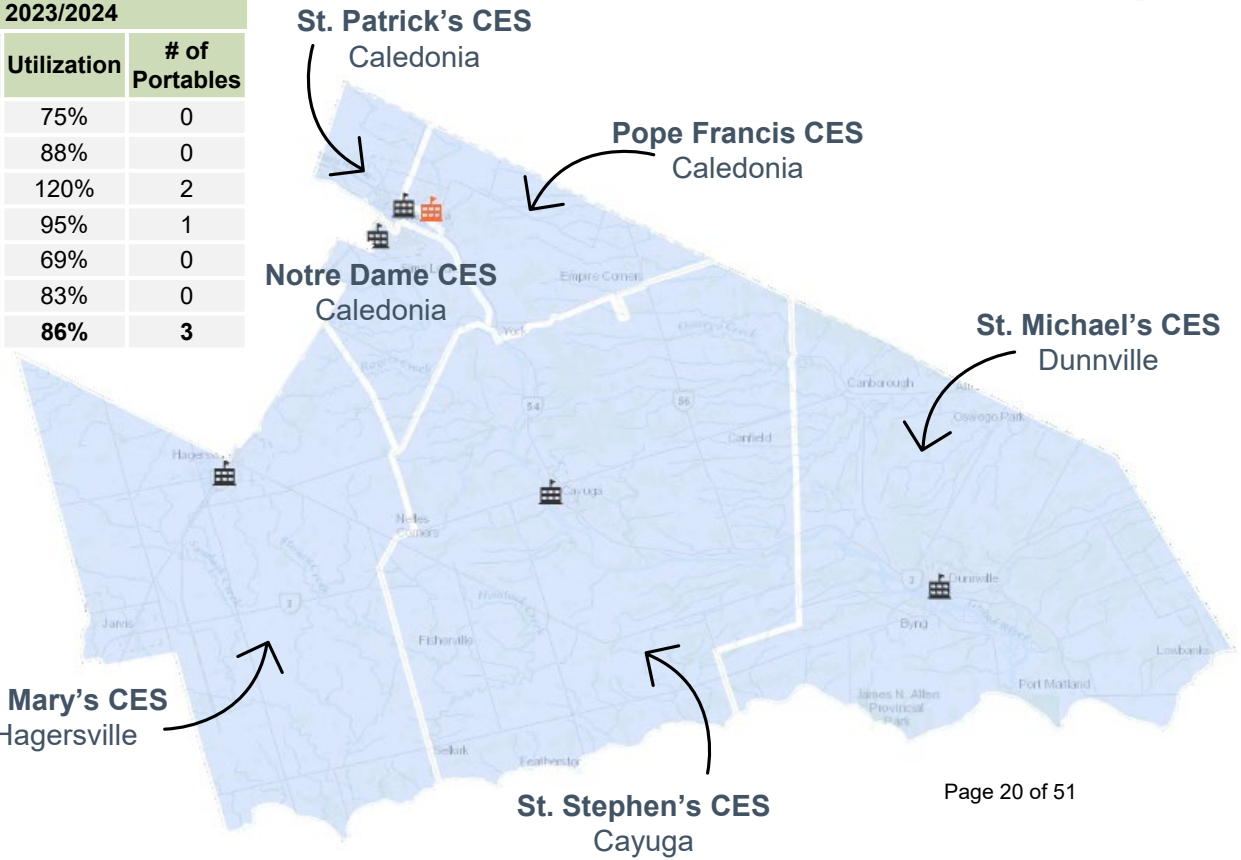 2023/2024
Utilization
# of
Portables
75% 0
88% 0
120% 2
95% 1
69% 0
83% 0
86% 3
St. Patrick's CES
Caledonia
Pope Francis CES
Caledonia
Notre Dame CES
Caledonia
Empire Corners
York
St. Michael's CES
Dunnville
Canborough
Oswego Park
54
56
Canfield
Cayuga
Nelles
Corners
3
Dunnville
Byng
Lowbanks
Port Maitland
James N. Allen
Provincial
Park
Jarvis
3
Fisherville
Selkirk
Mary's CES
Hagersville
St. Stephen's CES
Cayuga
Page 20 of 51